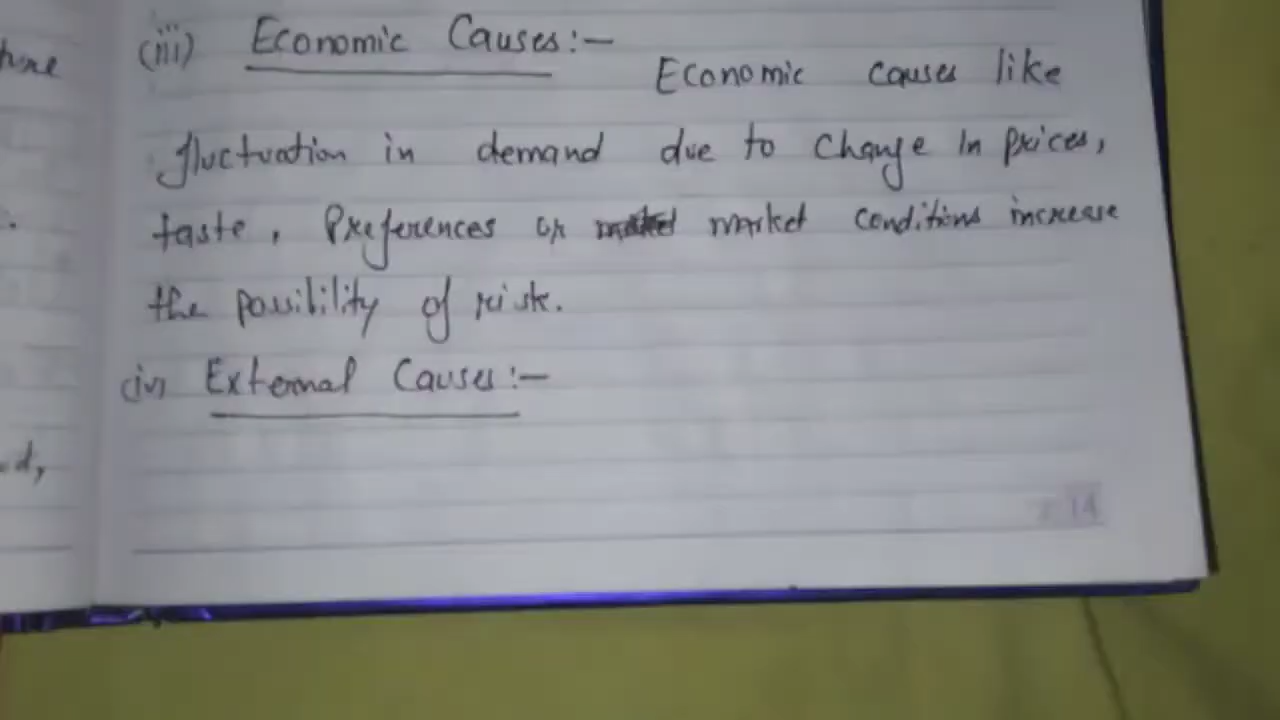 (iii) Economic Causes:-
Economic causes like
fluctuation in demand due to change in prices,
taste, Preferences or market conditions increase
the possibility of risk.
(iv) External Causes:-
14